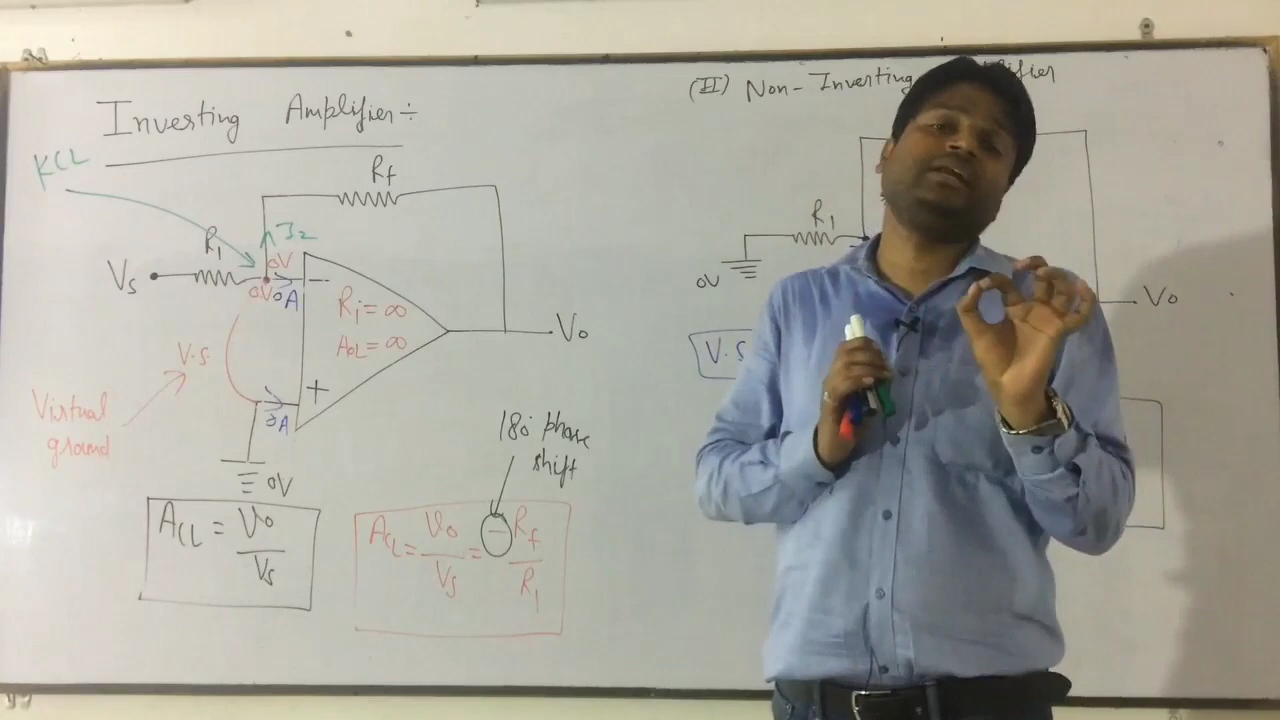 Inverting Amplifier ÷
KCL
Rf
I2
R1
0V
Vs
0V
0A
−
Ri = ∞
AOL = ∞
Vo
V.S
+
Virtual
ground
0V
180° phase
shift
ACL = Vo / Vs
ACL = Vo / Vs = − Rf / R1
(II) Non-Inverting
R1
0V
Vo
V.S